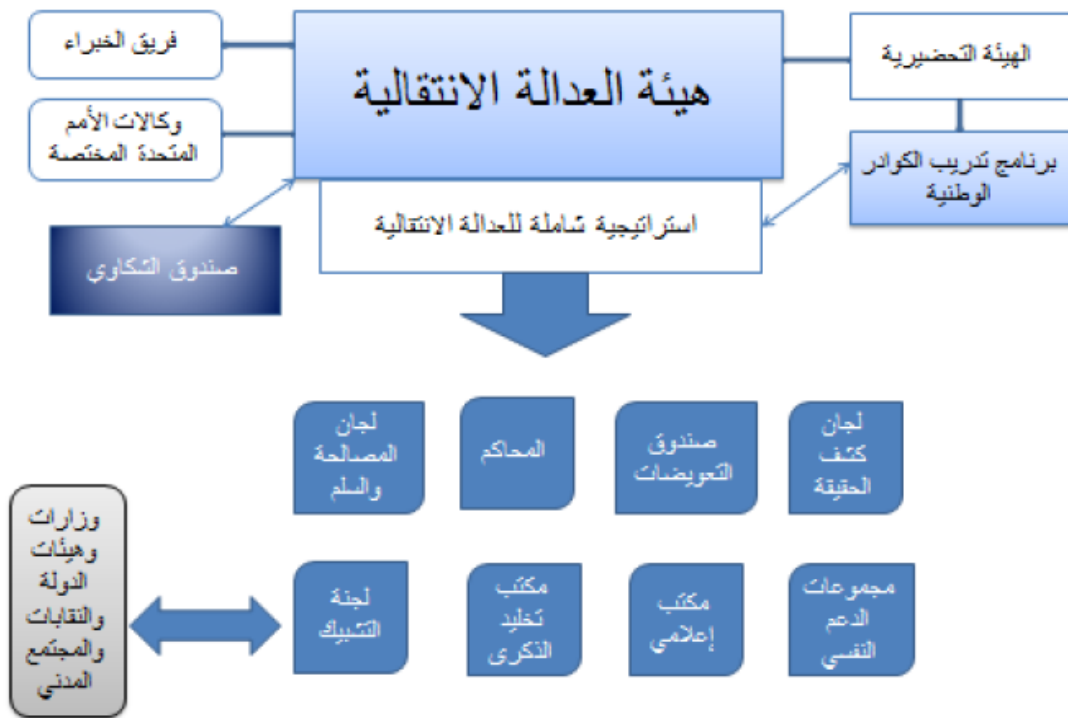 فريق الخبراء
هيئة العدالة الانتقالية
الهيئة التحضيرية
وكالات الأمم
المتحدة المختصة
برنامج تدريب الكوادر
الوطنية
استراتيجية شاملة للعدالة الانتقالية
صندوق الشكاوي
لجان
كشف
الحقيقة
صندوق
التعويضات
المحاكم
لجان
المصالحة
والسلم
مجموعات
الدعم
النفسي
مكتب
إعلامي
مكتب
تخليد
الذكرى
لجنة
التشبيك
وزارات
وهيئات
الدولة
والنقابات
والمجتمع
المدني